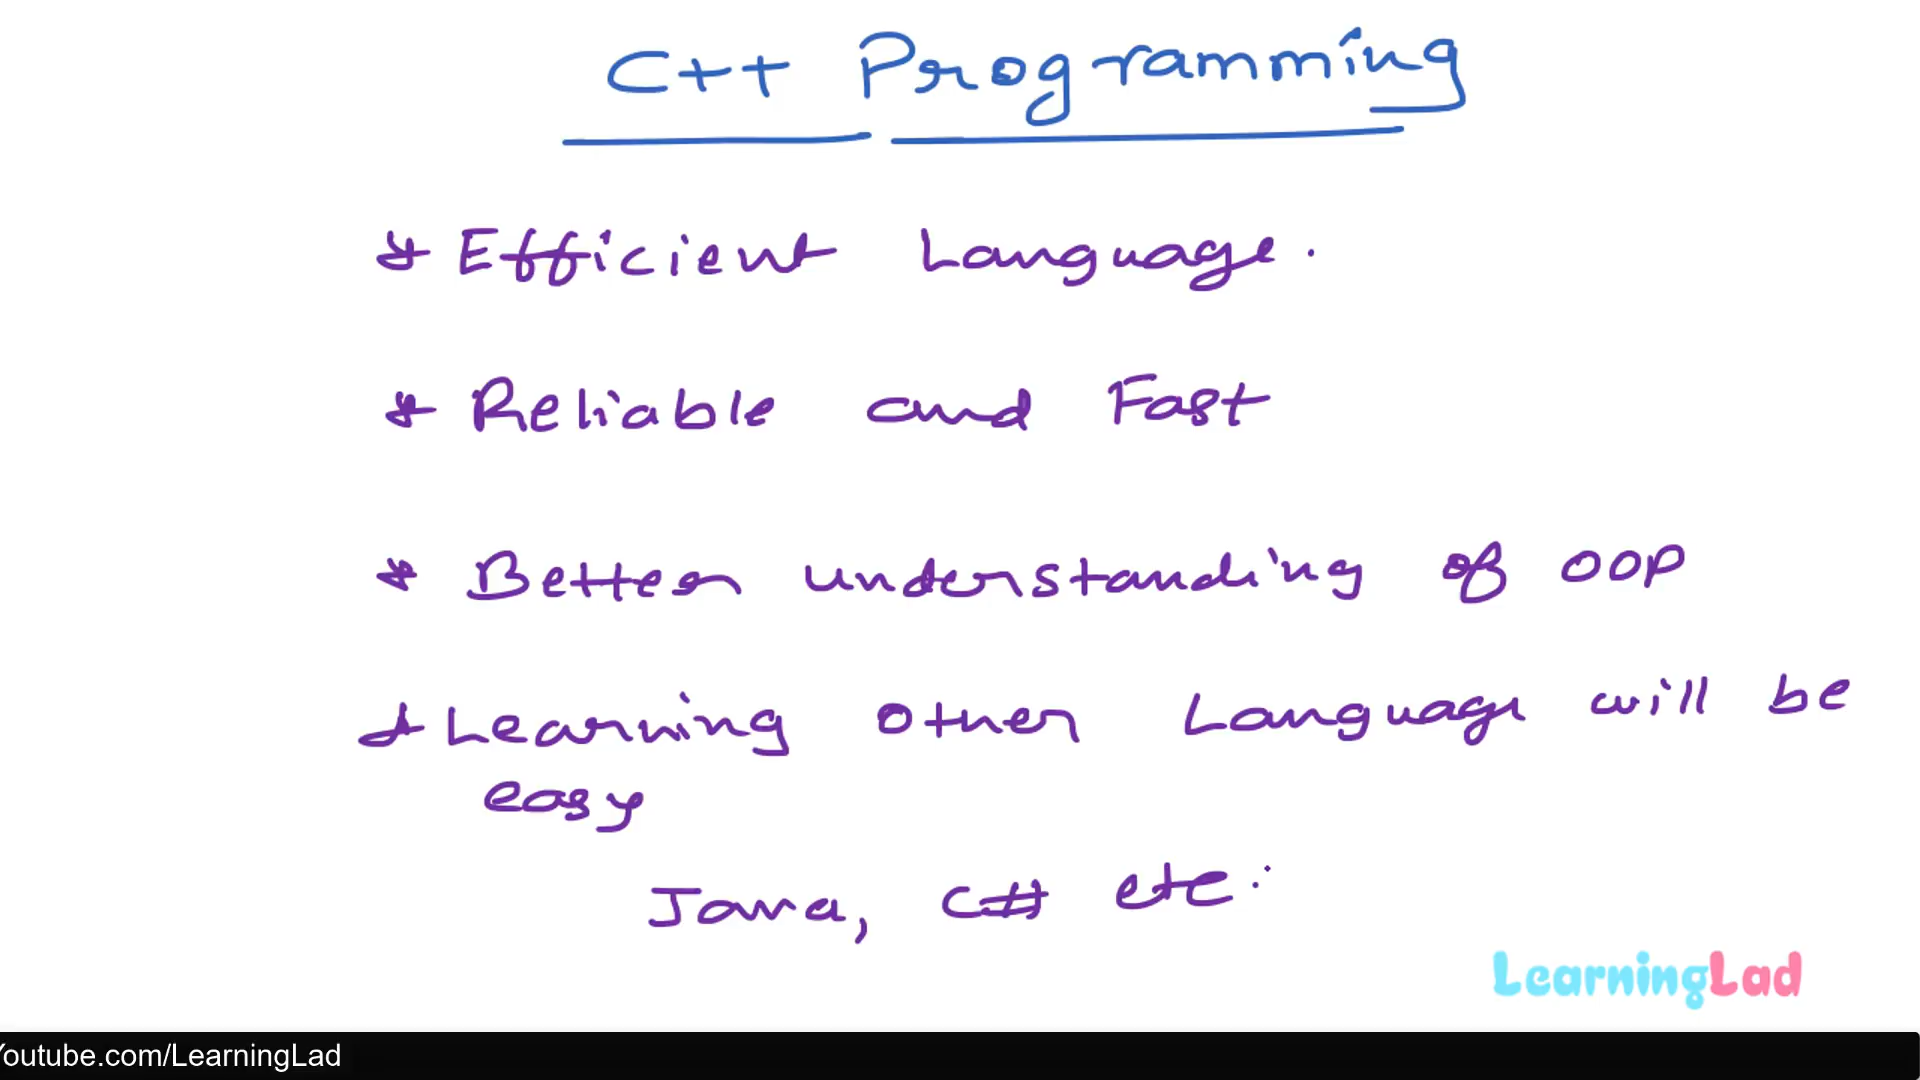 C++ Programming
* Efficient Language.
* Reliable and Fast
* Better understanding of OOP
* Learning other Language will be
easy
Java, C# etc..
LearningLad
Youtube.com/LearningLad